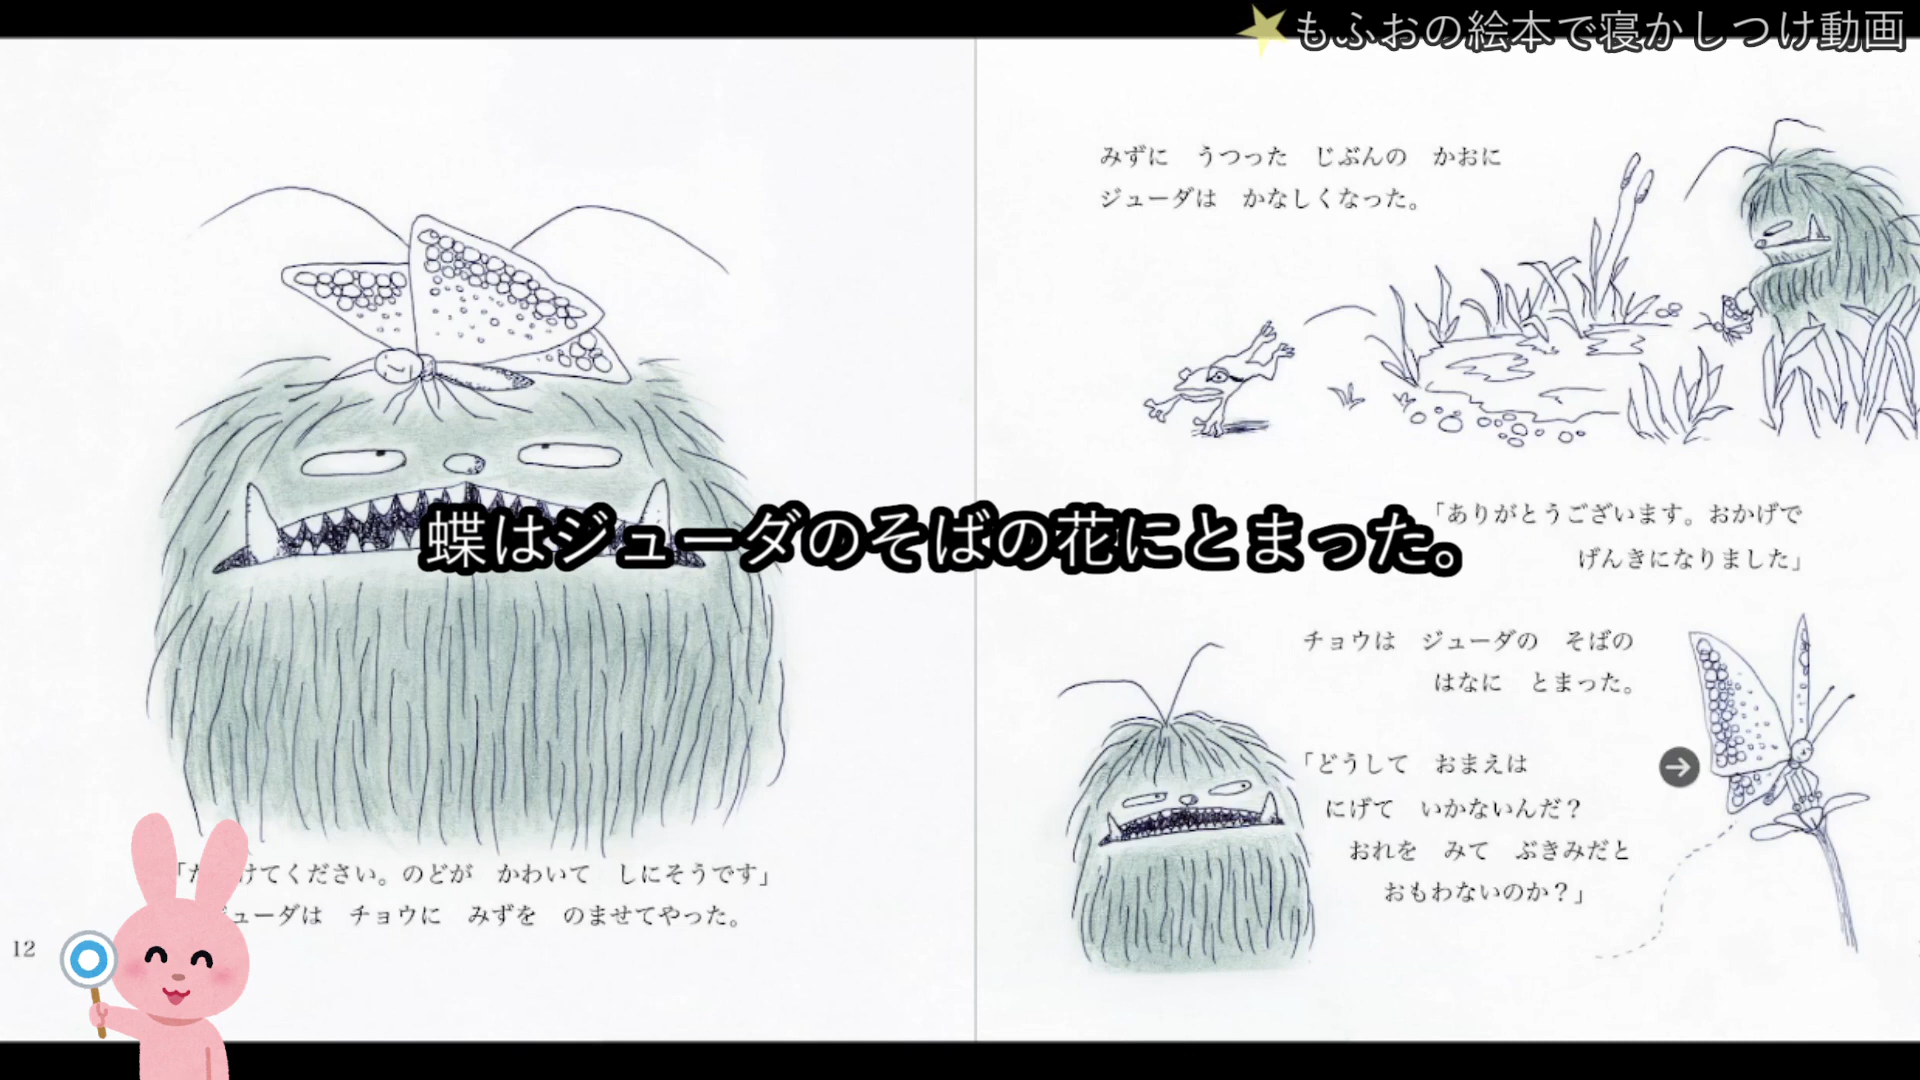 もふおの絵本で寝かしつけ動画
みずに　うつった　じぶんの　かおに
ジューダは　かなしくなった。
蝶はジューダのそばの花にとまった。
「ありがとうございます。おかげで
げんきになりました」
チョウは　ジューダの　そばの
はなに　とまった。
「どうして　おまえは
にげて　いかないんだ？
おれを　みて　ぶきみだと
おもわないのか？」
けてください。のどが　かわいて　しにそうです」
ューダは　チョウに　みずを　のませてやった。
12